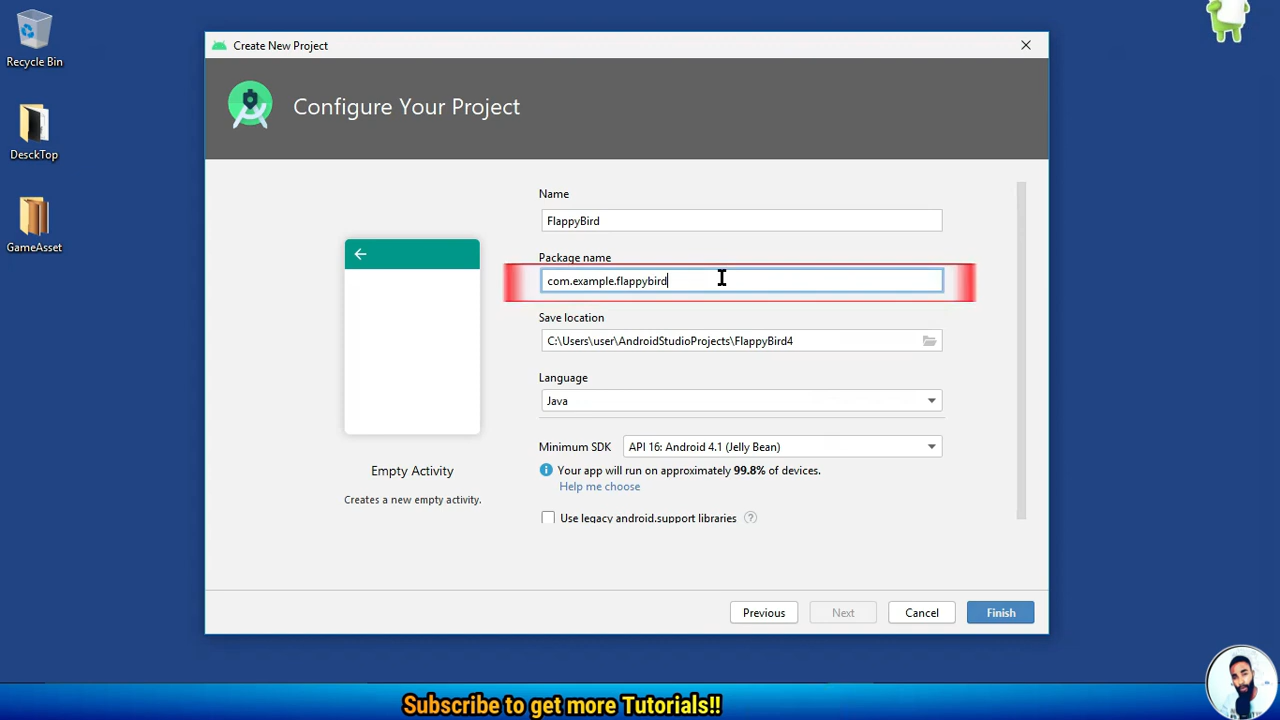 Recycle Bin
DesckTop
GameAsset
Create New Project
Configure Your Project
Name
FlappyBird
Package name
com.example.flappybird
Save location
C:\Users\user\AndroidStudioProjects\FlappyBird4
Language
Java
Minimum SDK API 16: Android 4.1 (Jelly Bean)
Your app will run on approximately 99.8% of devices.
Help me choose
Use legacy android.support libraries ?
Empty Activity
Creates a new empty activity.
Previous Next Cancel Finish
Subscribe to get more Tutorials!!